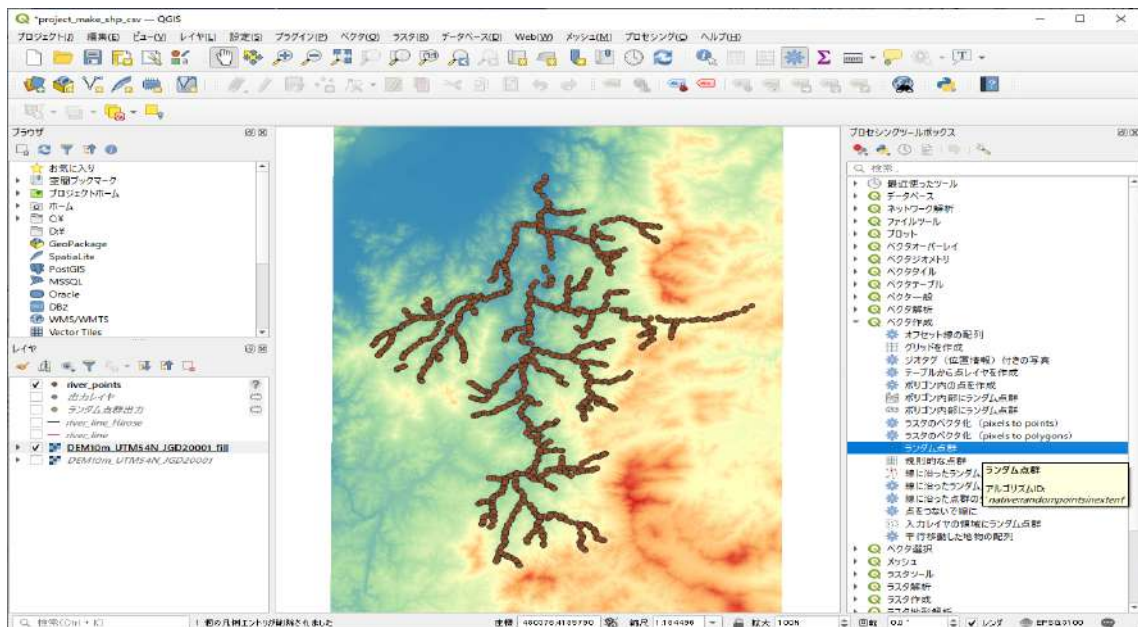 *project_make_shp_csv — QGIS
プロジェクト(J) 編集(E) ビュー(V) レイヤ(L) 設定(S) プラグイン(P) ベクタ(O) ラスタ(R) データベース(D) Web(W) メッシュ(M) プロセシング(C) ヘルプ(H)
ブラウザ
お気に入り
空間ブックマーク
プロジェクトホーム
ホーム
C:¥
D:¥
GeoPackage
SpatiaLite
PostGIS
MSSQL
Oracle
DB2
WMS/WMTS
Vector Tiles
レイヤ
river_points
出力レイヤ
ランダム点群出力
river_line_Hirose
river_line
DEM10m_UTM54N_JGD20001_fill
DEM10m_UTM54N_JGD20001
プロセシングツールボックス
検索…
最近使ったツール
データベース
ネットワーク解析
ファイルツール
プロット
ベクタオーバーレイ
ベクタジオメトリ
ベクタタイル
ベクタテーブル
ベクタ一般
ベクタ解析
ベクタ作成
オフセット線の配列
グリッドを作成
ジオタグ（位置情報）付きの写真
テーブルから点レイヤを作成
ポリゴン内の点を作成
ポリゴン内部にランダム点群
ポリゴン内部にランダム点群
ラスタのベクタ化（pixels to points）
ラスタのベクタ化（pixels to polygons）
ランダム点群
規則的な点群
線に沿ったランダム
線に沿ったランダム
線に沿った点群の
点をつないで線に
入力レイヤの領域にランダム点群
平行移動した地物の配列
ベクタ選択
メッシュ
ラスタツール
ラスタ解析
ラスタ作成
ラスタ地形解析
ランダム点群
アルゴリズムID:
'native:randompointsinextent'
検索(Ctrl + K)
1 個の凡例エントリが削除されました
座標
縮尺 1:184496
拡大 100%
回転 0.0 °
レンダ
EPSG:3100